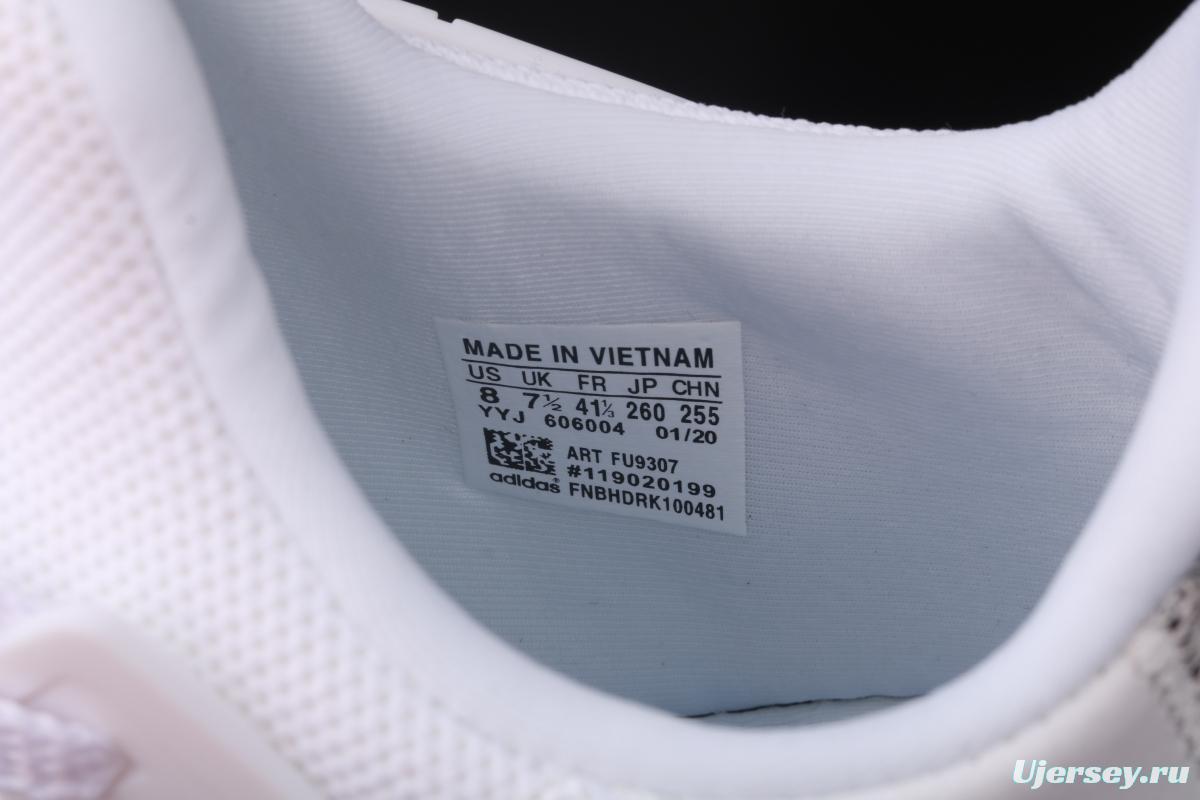 MADE IN VIETNAM
US UK FR JP CHN
8 7½ 41⅓ 260 255
YYJ 606004 01/20
ART FU9307
#119020199
adidas® FNBHDRK100481
Ujersey.ru